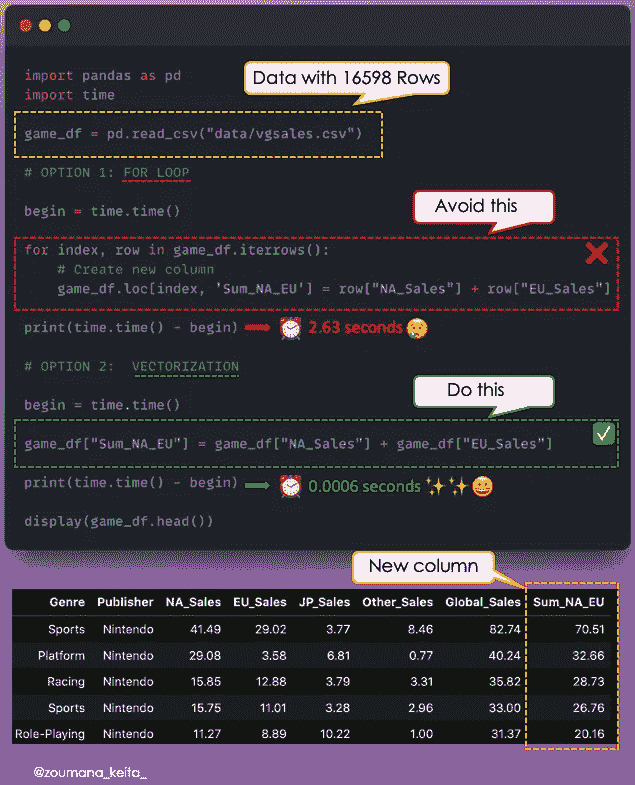 import pandas as pd
Data with 16598 Rows
import time
game_df = pd.read_csv("data/vgsales.csv")
# OPTION 1: FOR LOOP
begin = time.time()
Avoid this
for index, row in game_df.iterrows():
# Create new column
game_df.loc[index, 'Sum_NA_EU'] = row["NA_Sales"] + row["EU_Sales"]
print(time.time() - begin) 2.63 seconds
# OPTION 2: VECTORIZATION
Do this
begin = time.time()
game_df["Sum_NA_EU"] = game_df["NA_Sales"] + game_df["EU_Sales"]
print(time.time() - begin) 0.0006 seconds
display(game_df.head())
New column
Genre Publisher NA_Sales EU_Sales JP_Sales Other_Sales Global_Sales Sum_NA_EU
Sports Nintendo 41.49 29.02 3.77 8.46 82.74 70.51
Platform Nintendo 29.08 3.58 6.81 0.77 40.24 32.66
Racing Nintendo 15.85 12.88 3.79 3.31 35.82 28.73
Sports Nintendo 15.75 11.01 3.28 2.96 33.00 26.76
Role-Playing Nintendo 11.27 8.89 10.22 1.00 31.37 20.16
@zoumana_keita_